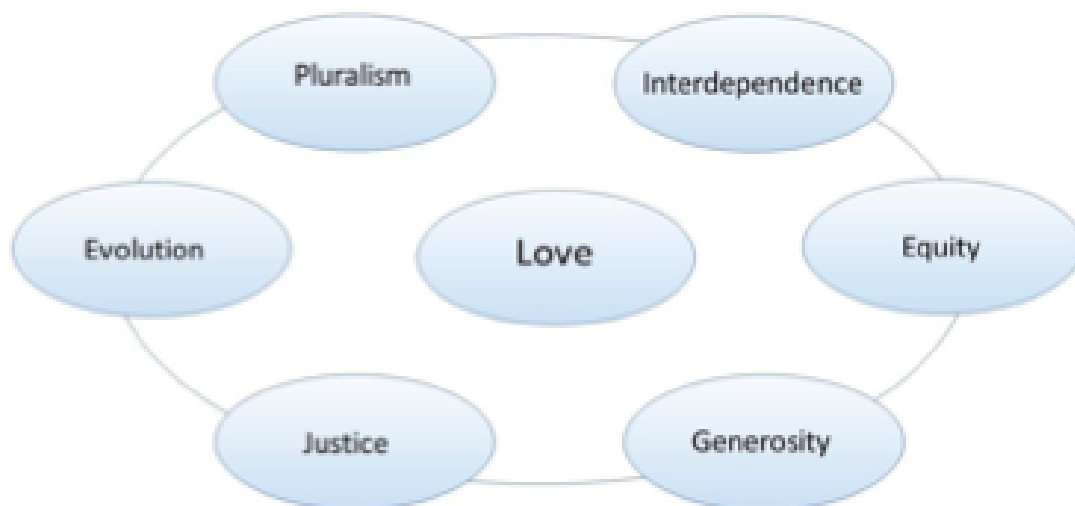 Pluralism
Interdependence
Evolution
Love
Equity
Justice
Generosity